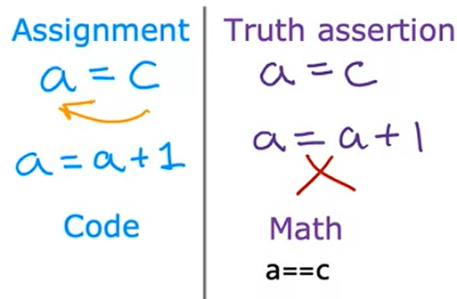 Assignment
a = c
a = a + 1
Code
Truth assertion
a = c
a = a + 1
Math
a==c